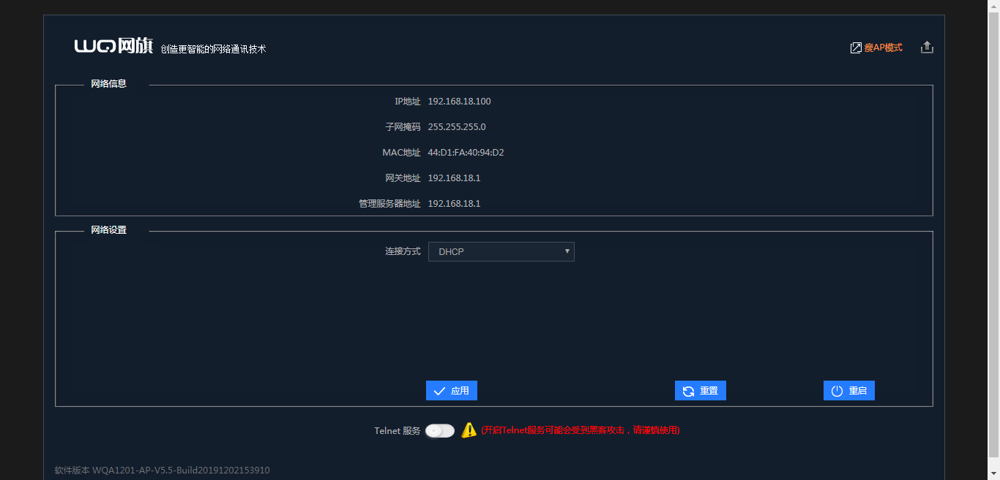 WQ网旗 创造更智能的网络通讯技术 瘦AP模式
网络信息
IP地址 192.168.18.100
子网掩码 255.255.255.0
MAC地址 44:D1:FA:40:94:D2
网关地址 192.168.18.1
管理服务器地址 192.168.18.1
网络设置
连接方式 DHCP
应用 重置 重启
Telnet 服务 (开启Telnet服务可能会受到黑客攻击，请谨慎使用)
软件版本 WQA1201-AP-V5.5-Build20191202153910